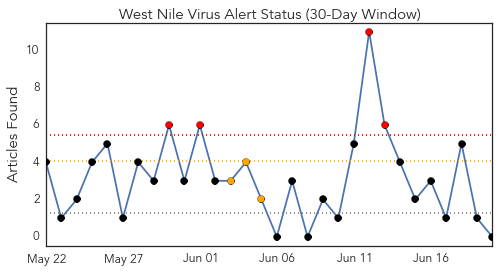 West Nile Virus Alert Status (30-Day Window)
Articles Found
10
8
6
4
2
0
May 22
May 27
Jun 01
Jun 06
Jun 11
Jun 16